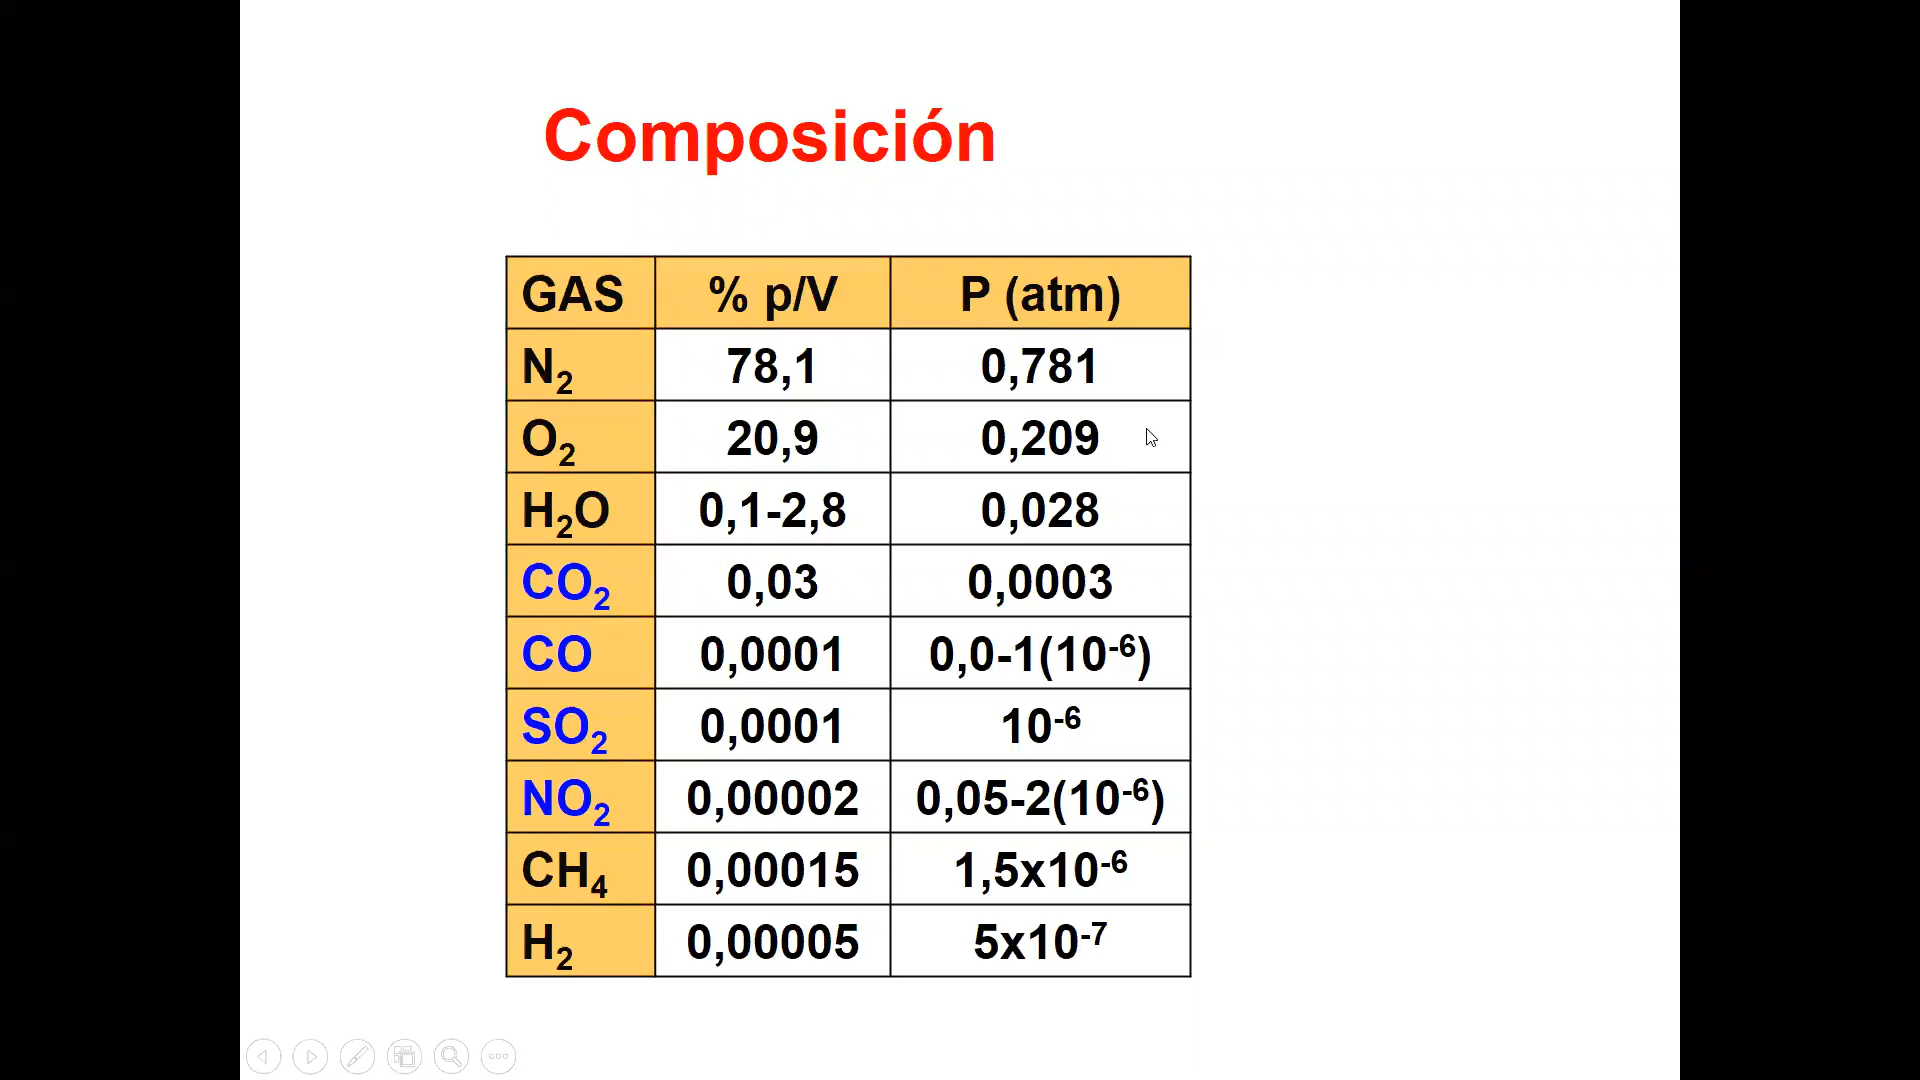 Composición
GAS % p/V P (atm)
N₂ 78,1 0,781
O₂ 20,9 0,209
H₂O 0,1-2,8 0,028
CO₂ 0,03 0,0003
CO 0,0001 0,0-1(10⁻⁶)
SO₂ 0,0001 10⁻⁶
NO₂ 0,00002 0,05-2(10⁻⁶)
CH₄ 0,00015 1,5x10⁻⁶
H₂ 0,00005 5x10⁻⁷